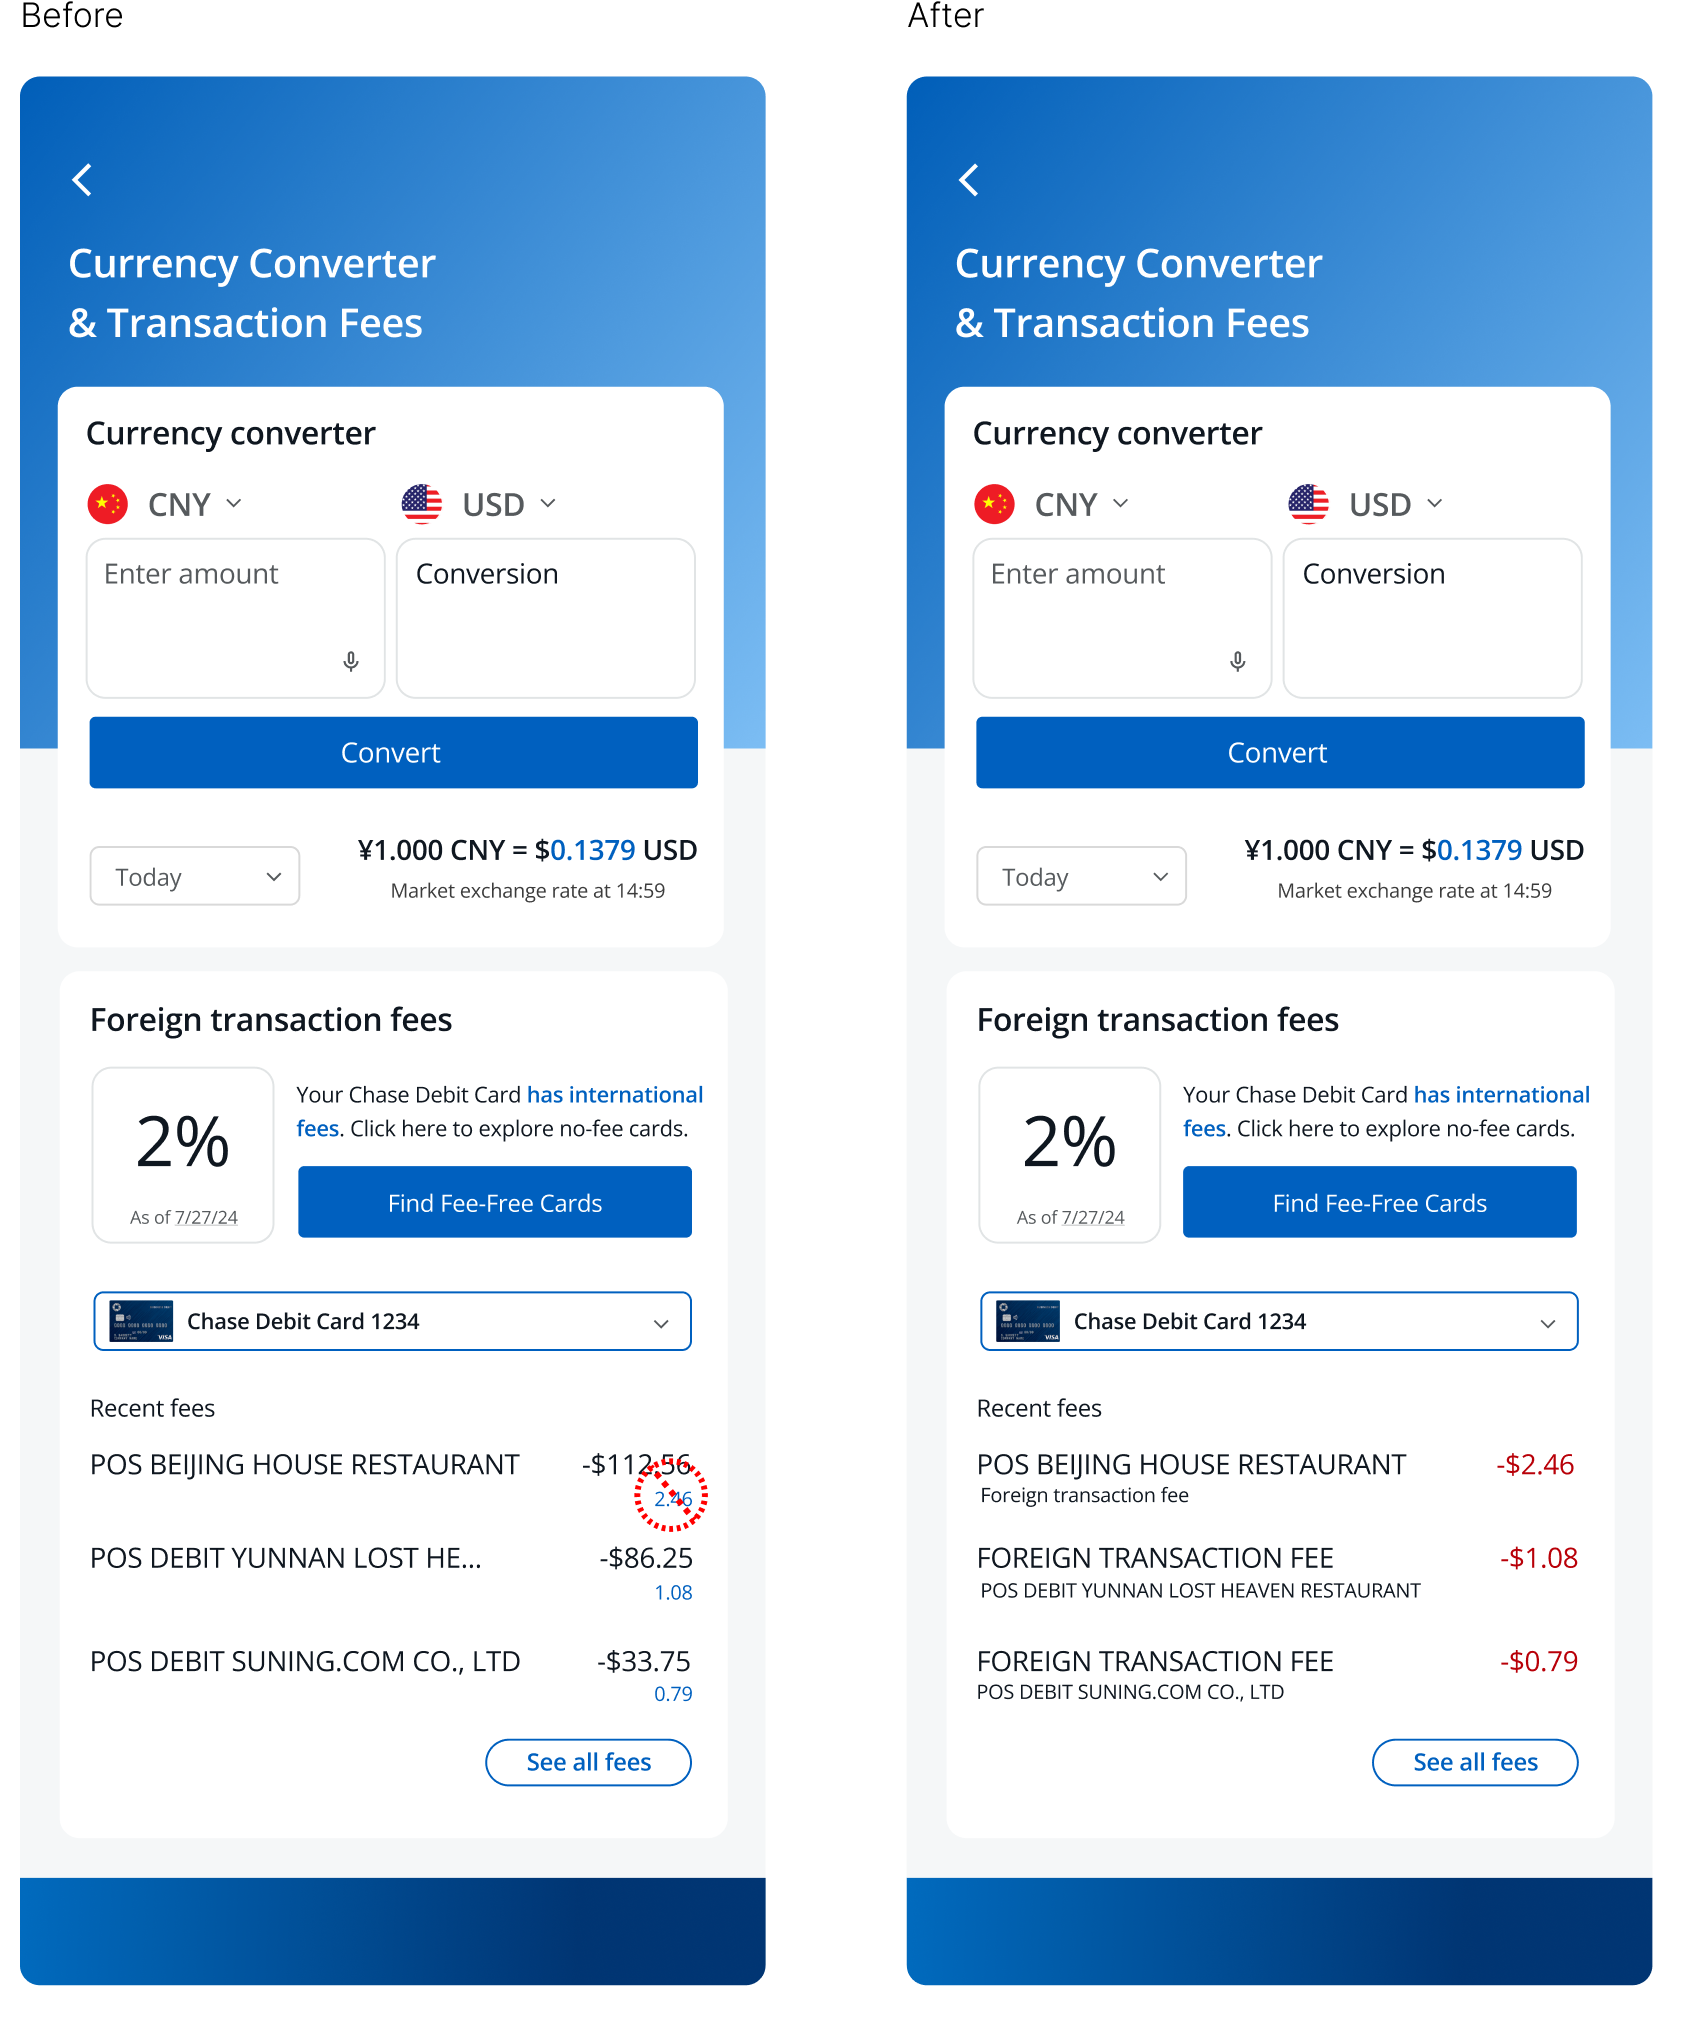 Before
Currency Converter
& Transaction Fees
Currency converter
CNY
USD
Enter amount
Conversion
Convert
Today
¥1.000 CNY = $0.1379 USD
Market exchange rate at 14:59
Foreign transaction fees
2%
As of 7/27/24
Your Chase Debit Card has international
fees. Click here to explore no-fee cards.
Find Fee-Free Cards
VISA
Chase Debit Card 1234
Recent fees
POS BEIJING HOUSE RESTAURANT -$112.56
2.46
POS DEBIT YUNNAN LOST HE... -$86.25
1.08
POS DEBIT SUNING.COM CO., LTD -$33.75
0.79
See all fees
After
Currency Converter
& Transaction Fees
Currency converter
CNY
USD
Enter amount
Conversion
Convert
Today
¥1.000 CNY = $0.1379 USD
Market exchange rate at 14:59
Foreign transaction fees
2%
As of 7/27/24
Your Chase Debit Card has international
fees. Click here to explore no-fee cards.
Find Fee-Free Cards
VISA
Chase Debit Card 1234
Recent fees
POS BEIJING HOUSE RESTAURANT -$2.46
Foreign transaction fee
FOREIGN TRANSACTION FEE -$1.08
POS DEBIT YUNNAN LOST HEAVEN RESTAURANT
FOREIGN TRANSACTION FEE -$0.79
POS DEBIT SUNING.COM CO., LTD
See all fees